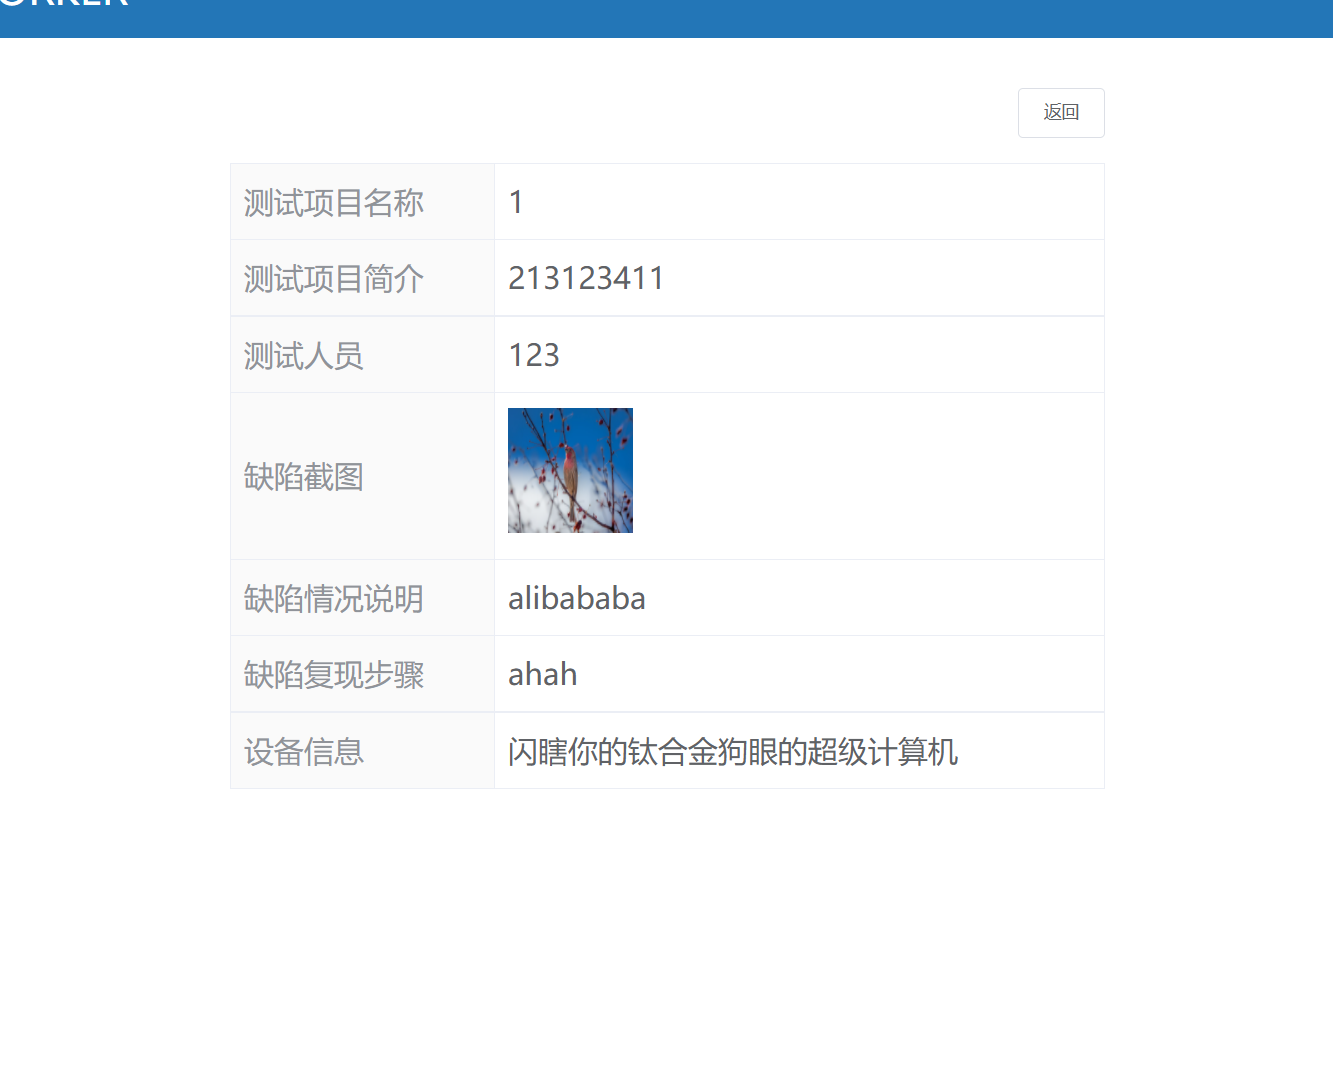 返回
测试项目名称 1
测试项目简介 213123411
测试人员 123
缺陷截图
缺陷情况说明 alibababa
缺陷复现步骤 ahah
设备信息 闪瞎你的钛合金狗眼的超级计算机